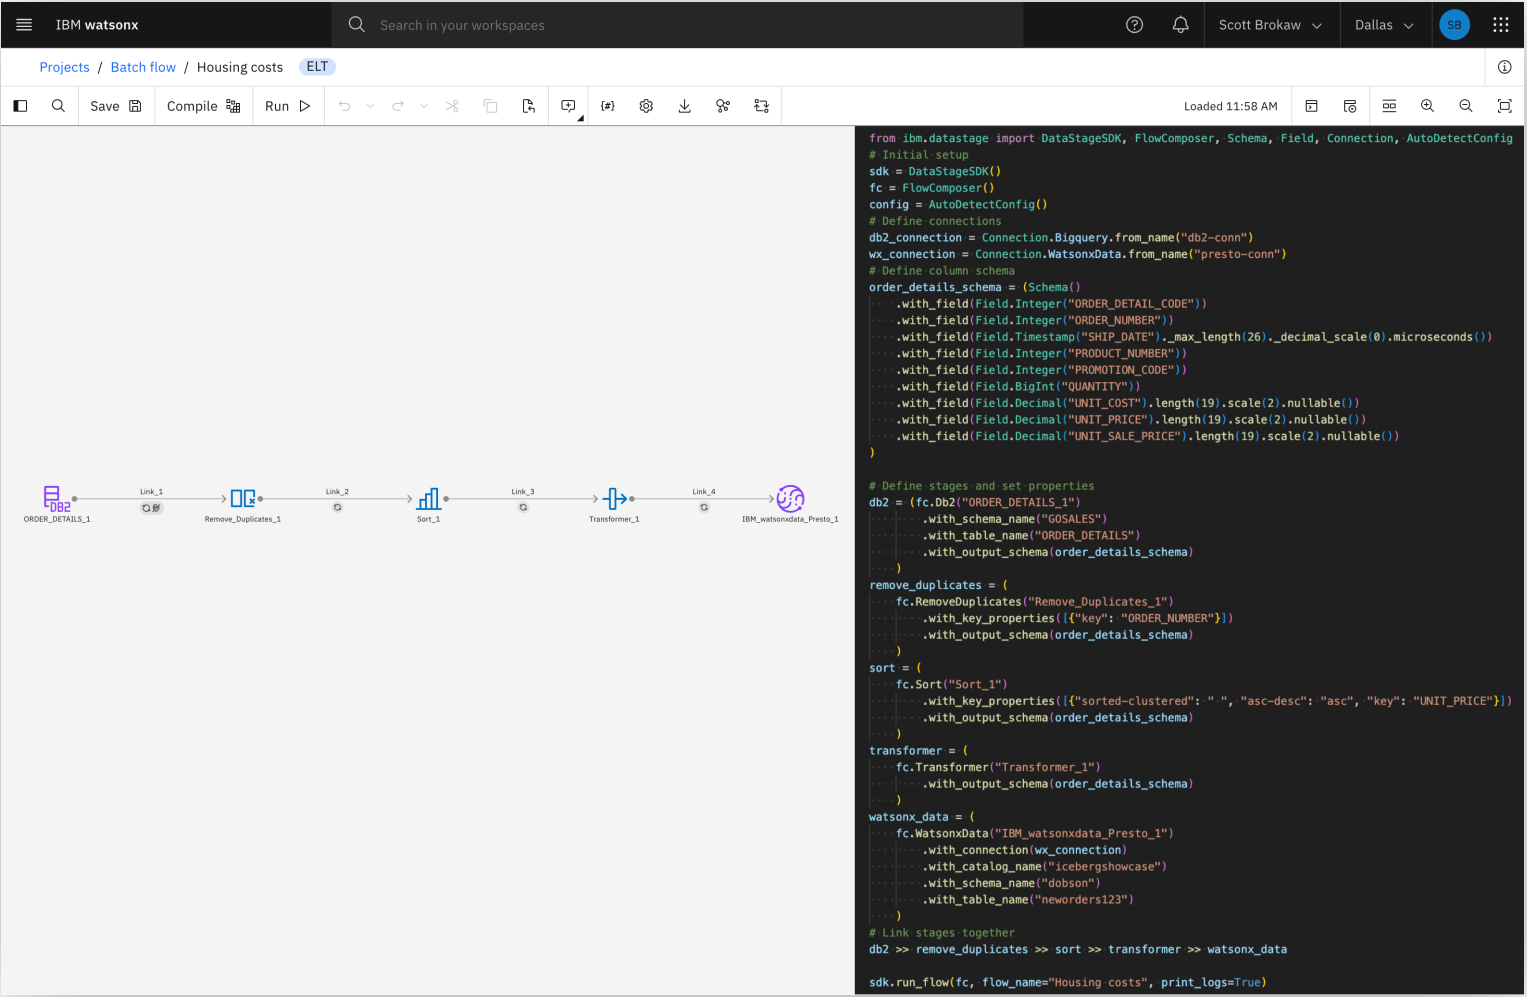 IBM watsonx
Search in your workspaces
Scott Brokaw
Dallas
SB
Projects / Batch flow / Housing costs ELT
Save
Compile
Run
{#}
Loaded 11:58 AM
Link_1
Link_2
Link_3
Link_4
DB2
ORDER_DETAILS_1
Remove_Duplicates_1
Sort_1
Transformer_1
IBM_watsonxdata_Presto_1
from ibm.datastage import DataStageSDK, FlowComposer, Schema, Field, Connection, AutoDetectConfig
# Initial setup
sdk = DataStageSDK()
fc = FlowComposer()
config = AutoDetectConfig()
# Define connections
db2_connection = Connection.Bigquery.from_name("db2-conn")
wx_connection = Connection.WatsonxData.from_name("presto-conn")
# Define column schema
order_details_schema = (Schema()
.with_field(Field.Integer("ORDER_DETAIL_CODE"))
.with_field(Field.Integer("ORDER_NUMBER"))
.with_field(Field.Timestamp("SHIP_DATE")._max_length(26)._decimal_scale(0).microseconds())
.with_field(Field.Integer("PRODUCT_NUMBER"))
.with_field(Field.Integer("PROMOTION_CODE"))
.with_field(Field.BigInt("QUANTITY"))
.with_field(Field.Decimal("UNIT_COST").length(19).scale(2).nullable())
.with_field(Field.Decimal("UNIT_PRICE").length(19).scale(2).nullable())
.with_field(Field.Decimal("UNIT_SALE_PRICE").length(19).scale(2).nullable())
)
# Define stages and set properties
db2 = (fc.Db2("ORDER_DETAILS_1")
.with_schema_name("GOSALES")
.with_table_name("ORDER_DETAILS")
.with_output_schema(order_details_schema)
)
remove_duplicates = (
fc.RemoveDuplicates("Remove_Duplicates_1")
.with_key_properties([{"key": "ORDER_NUMBER"}])
.with_output_schema(order_details_schema)
)
sort = (
fc.Sort("Sort_1")
.with_key_properties([{"sorted-clustered": " ", "asc-desc": "asc", "key": "UNIT_PRICE"}])
.with_output_schema(order_details_schema)
)
transformer = (
fc.Transformer("Transformer_1")
.with_output_schema(order_details_schema)
)
watsonx_data = (
fc.WatsonxData("IBM_watsonxdata_Presto_1")
.with_connection(wx_connection)
.with_catalog_name("icebergshowcase")
.with_schema_name("dobson")
.with_table_name("neworders123")
)
# Link stages together
db2 >> remove_duplicates >> sort >> transformer >> watsonx_data
sdk.run_flow(fc, flow_name="Housing costs", print_logs=True)